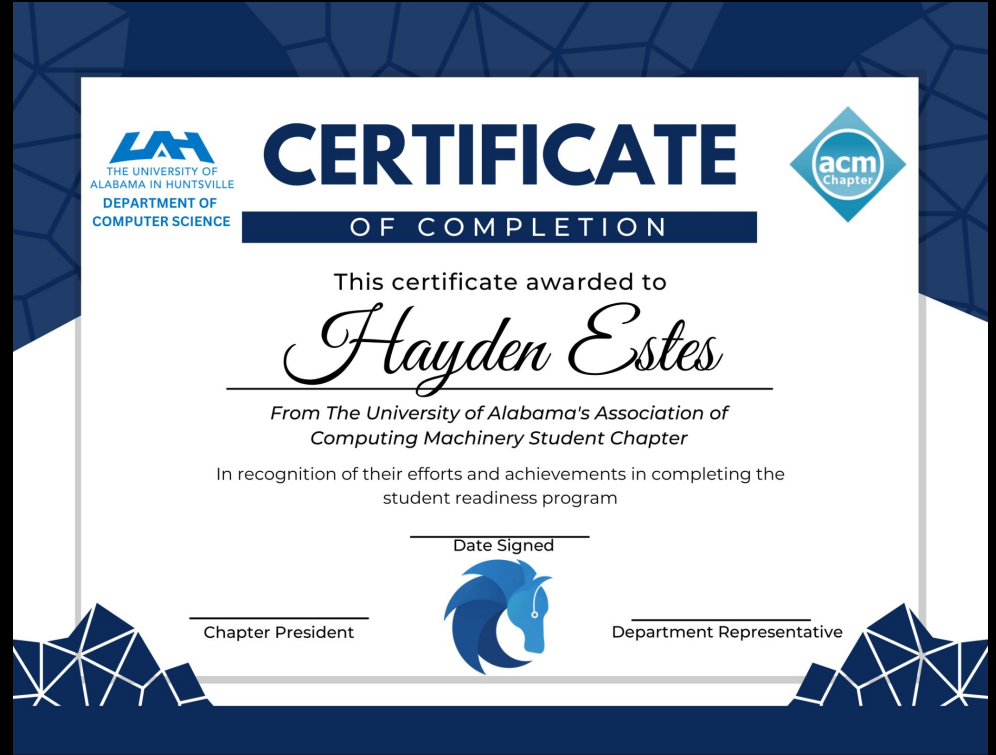 UAH
THE UNIVERSITY OF
ALABAMA IN HUNTSVILLE
DEPARTMENT OF
COMPUTER SCIENCE
CERTIFICATE
OF COMPLETION
acm
Chapter
This certificate awarded to
Hayden Estes
From The University of Alabama's Association of
Computing Machinery Student Chapter
In recognition of their efforts and achievements in completing the
student readiness program
Date Signed
Chapter President
Department Representative